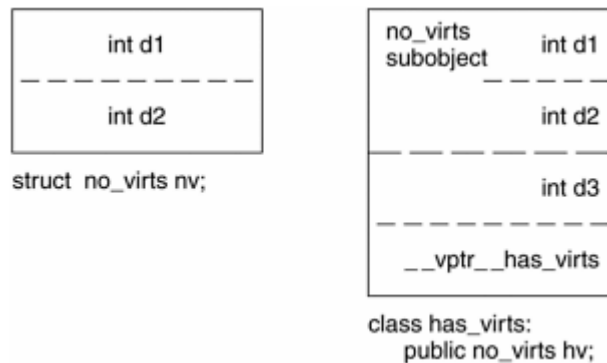 int d1
int d2
struct no_virts nv;
no_virts
subobject
int d1
int d2
int d3
__vptr__has_virts
class has_virts:
public no_virts hv;